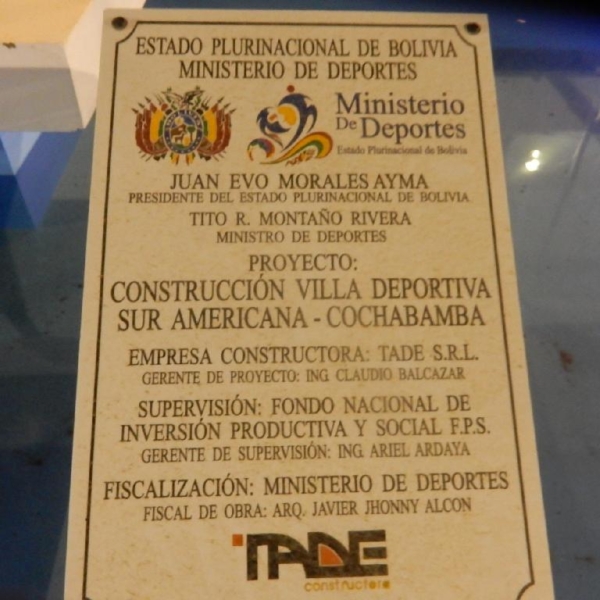 ESTADO PLURINACIONAL DE BOLIVIA
MINISTERIO DE DEPORTES
Ministerio
De Deportes
Estado Plurinacional de Bolivia
JUAN EVO MORALES AYMA
PRESIDENTE DEL ESTADO PLURINACIONAL DE BOLIVIA
TITO R. MONTAÑO RIVERA
MINISTRO DE DEPORTES
PROYECTO:
CONSTRUCCIÓN VILLA DEPORTIVA
SUR AMERICANA - COCHABAMBA
EMPRESA CONSTRUCTORA: TADE S.R.L.
GERENTE DE PROYECTO: ING. CLAUDIO BALCAZAR
SUPERVISIÓN: FONDO NACIONAL DE
INVERSIÓN PRODUCTIVA Y SOCIAL F.P.S.
GERENTE DE SUPERVISIÓN: ING. ARIEL ARDAYA
FISCALIZACIÓN: MINISTERIO DE DEPORTES
FISCAL DE OBRA: ARQ. JAVIER JHONNY ALCON
TADE
constructora